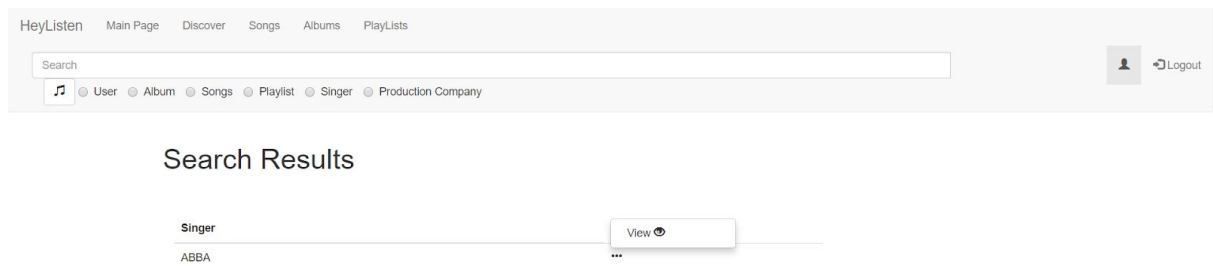 HeyListen Main Page Discover Songs Albums PlayLists
Search
Logout
User Album Songs Playlist Singer Production Company
Search Results
Singer
View
ABBA
•••